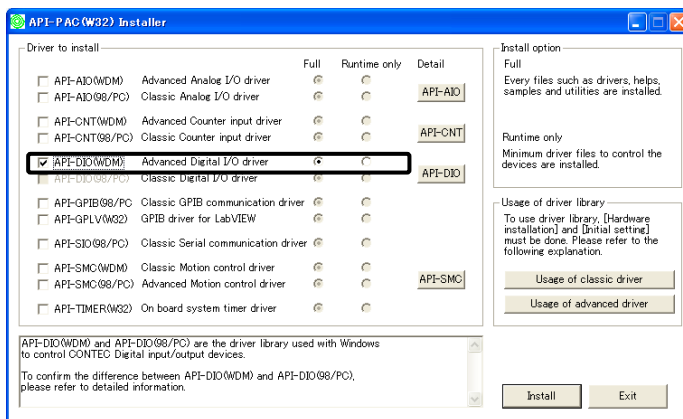 API-PAC(W32) Installer
Driver to install
Full Runtime only Detail
API-AIO(WDM) Advanced Analog I/O driver
API-AIO(98/PC) Classic Analog I/O driver
API-AIO
API-CNT(WDM) Advanced Counter input driver
API-CNT(98/PC) Classic Counter input driver
API-CNT
API-DIO(WDM) Advanced Digital I/O driver
API-DIO(98/PC) Classic Digital I/O driver
API-DIO
API-GPIB(98/PC Classic GPIB communication driver
API-GPLV(W32) GPIB driver for LabVIEW
API-SIO(98/PC) Classic Serial communication driver
API-SMC(WDM) Classic Motion control driver
API-SMC(98/PC) Advanced Motion control driver
API-SMC
API-TIMER(W32) On board system timer driver
Install option
Full
Every files such as drivers, helps,
samples and utilities are installed.
Runtime only
Minimum driver files to control the
devices are installed.
Usage of driver library
To use driver library, [Hardware
installation] and [Initial setting]
must be done. Please refer to the
following explanation.
Usage of classic driver
Usage of advanced driver
API-DIO(WDM) and API-DIO(98/PC) are the driver library used with Windows
to control CONTEC Digital input/output devices.
To confirm the difference between API-DIO(WDM) and API-DIO(98/PC),
please refer to detailed information.
Install Exit